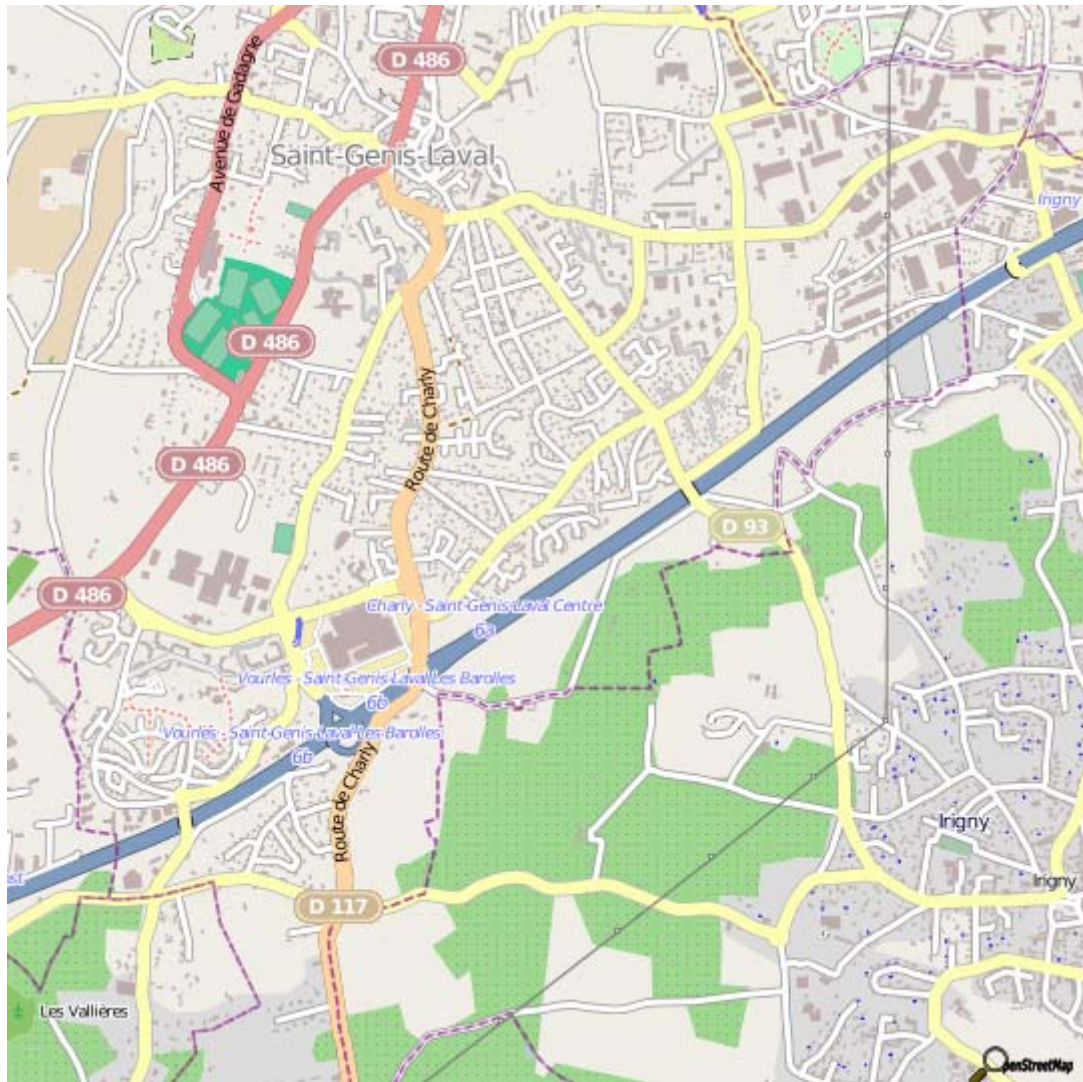 D 486
Avenue de Gadagne
Saint-Genis-Laval
Irigny
D 486
Route de Charly
D 486
D 93
D 486
Charly - Saint-Genis-Laval Centre
6a
Vourles - Saint-Genis-Laval-Les Barolles
6b
Vourles - Saint-Genis-Laval-Les Barolles
6b
Route de Charly
Irigny
Irigny
D 117
Les Vallières
OpenStreetMap